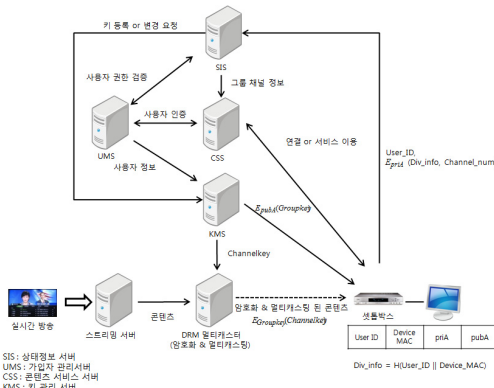 키 등록 or 변경 요청
SIS
사용자 권한 검증
그룹 채널 정보
사용자 인증
UMS
CSS
연결 or 서비스 이용
User_ID,
E_priA (Div_info, Channel_num
사용자 정보
KMS
E_pubA(Groupkey)
Channelkey
실시간 방송
콘텐츠
스트리밍 서버
DRM 멀티캐스터
(암호화 & 멀티캐스팅)
암호화 & 멀티캐스팅 된 콘텐츠
E_Groupkey(Channelkey)
셋톱박스
User ID
Device
MAC
priA
pubA
Div_info = H(User_ID || Device_MAC)
SIS : 상태정보 서버
UMS : 가입자 관리서버
CSS : 콘텐츠 서비스 서버
KMS : 키 관리 서버